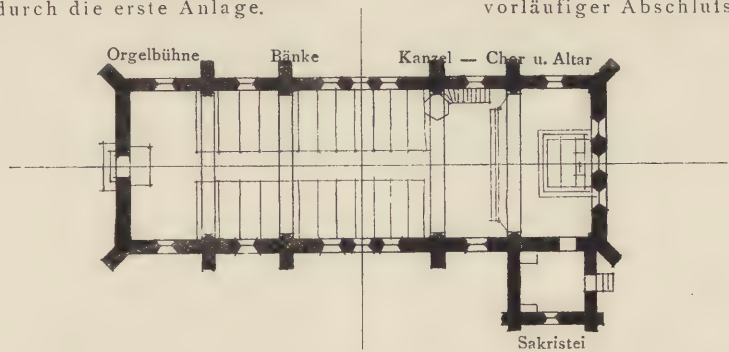 durch die erste Anlage.
vorläufiger Abschluſs
Orgelbühne Bänke Kanzel — Chor u. Altar
Sakristei